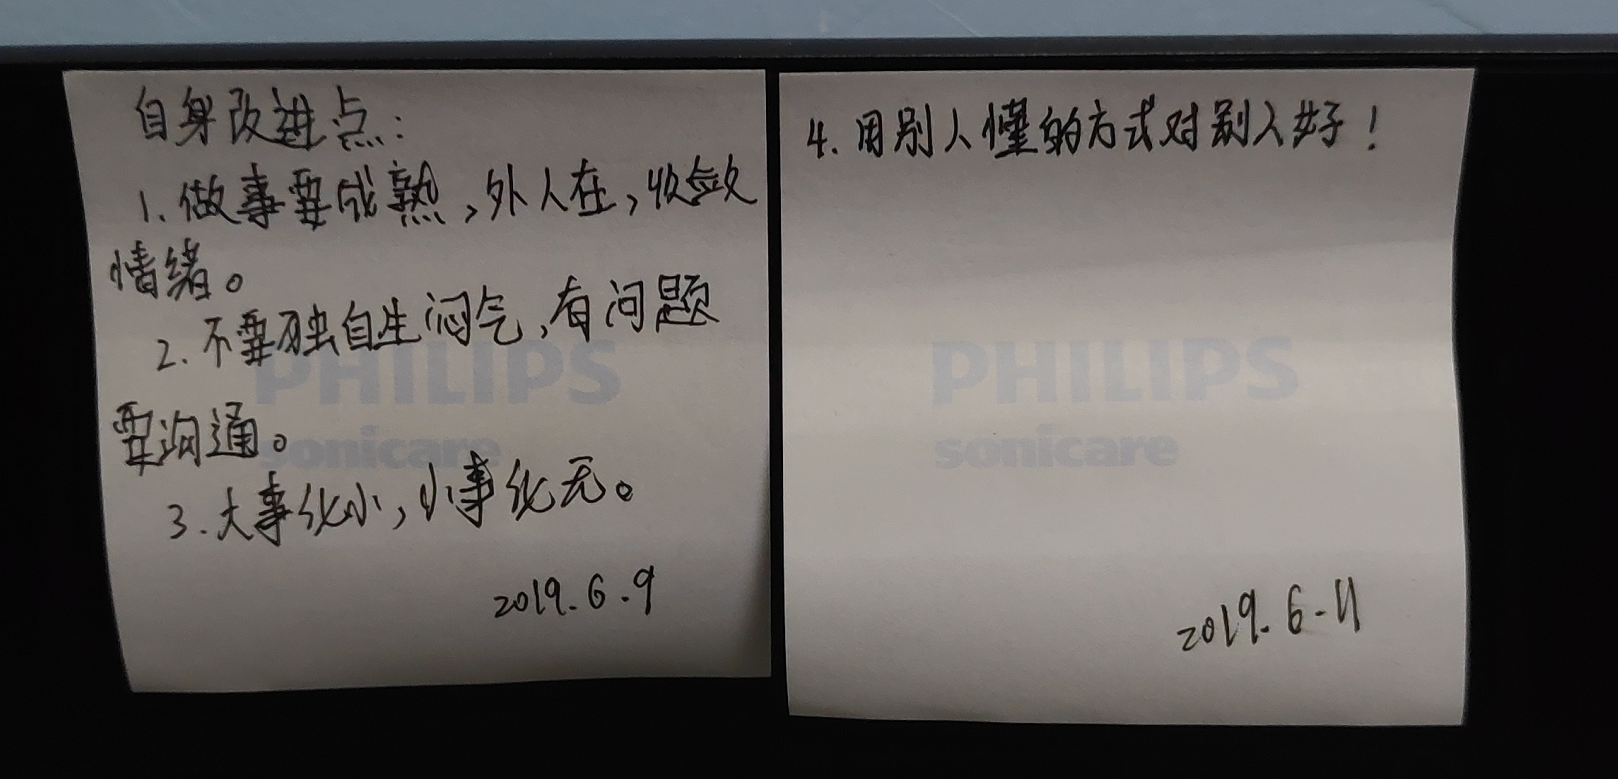 自身改进点:
1.做事要成熟,外人在,收敛
情绪。
2.不要独自生闷气,有问题
PHILIPS
要沟通。
sonicare
3.大事化小,小事化无。
2019.6.9
4.用别人懂的方式对别人好!
PHILIPS
sonicare
2019.6-11